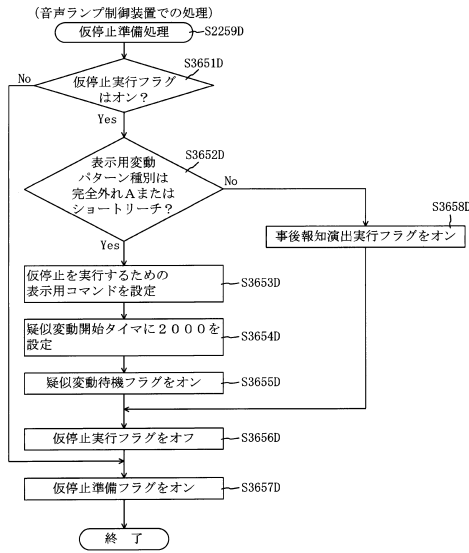 (音声ランプ制御装置での処理)
仮停止準備処理
S2259D
S3651D
仮停止実行フラグ
はオン?
No
Yes
S3652D
表示用変動
パターン種別は
完全外れAまたは
ショートリーチ?
No
Yes
S3658D
事後報知演出実行フラグをオン
仮停止を実行するための
表示用コマンドを設定
S3653D
疑似変動開始タイマに2000を
設定
S3654D
疑似変動待機フラグをオン
S3655D
仮停止実行フラグをオフ
S3656D
仮停止準備フラグをオン
S3657D
終 了